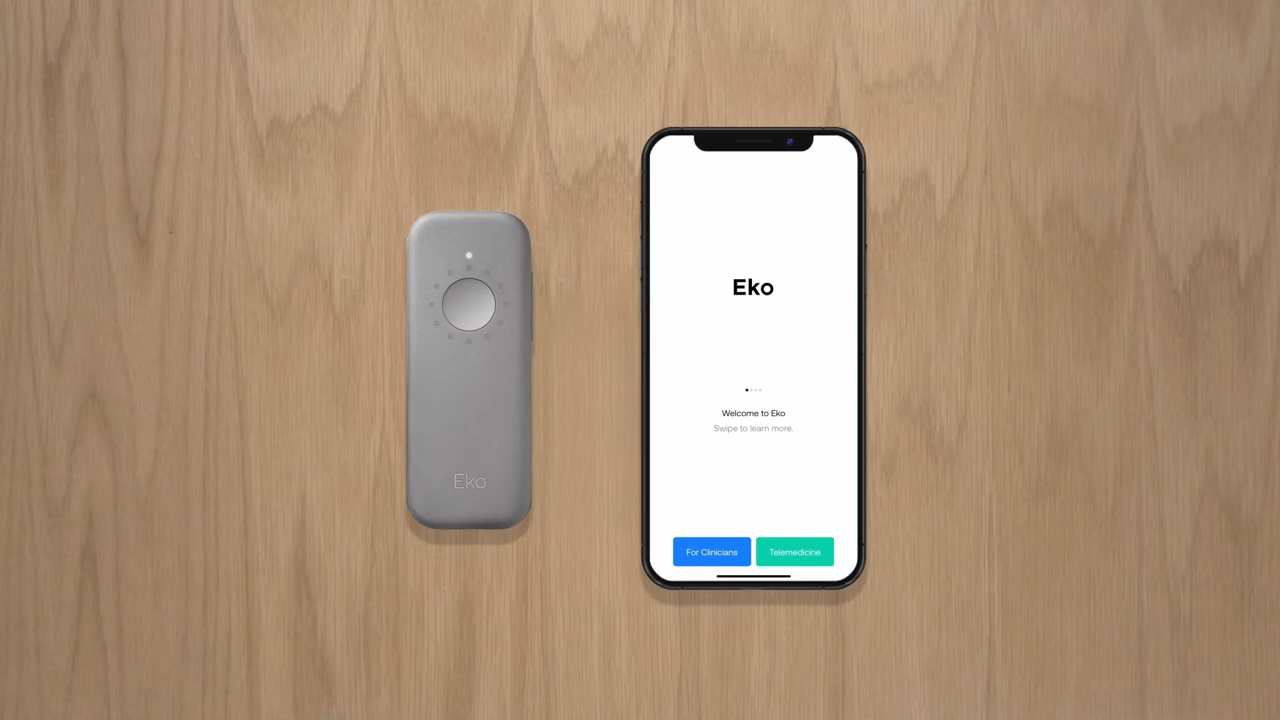 Eko
Eko
Welcome to Eko
Swipe to learn more.
For Clinicians
Telemedicine